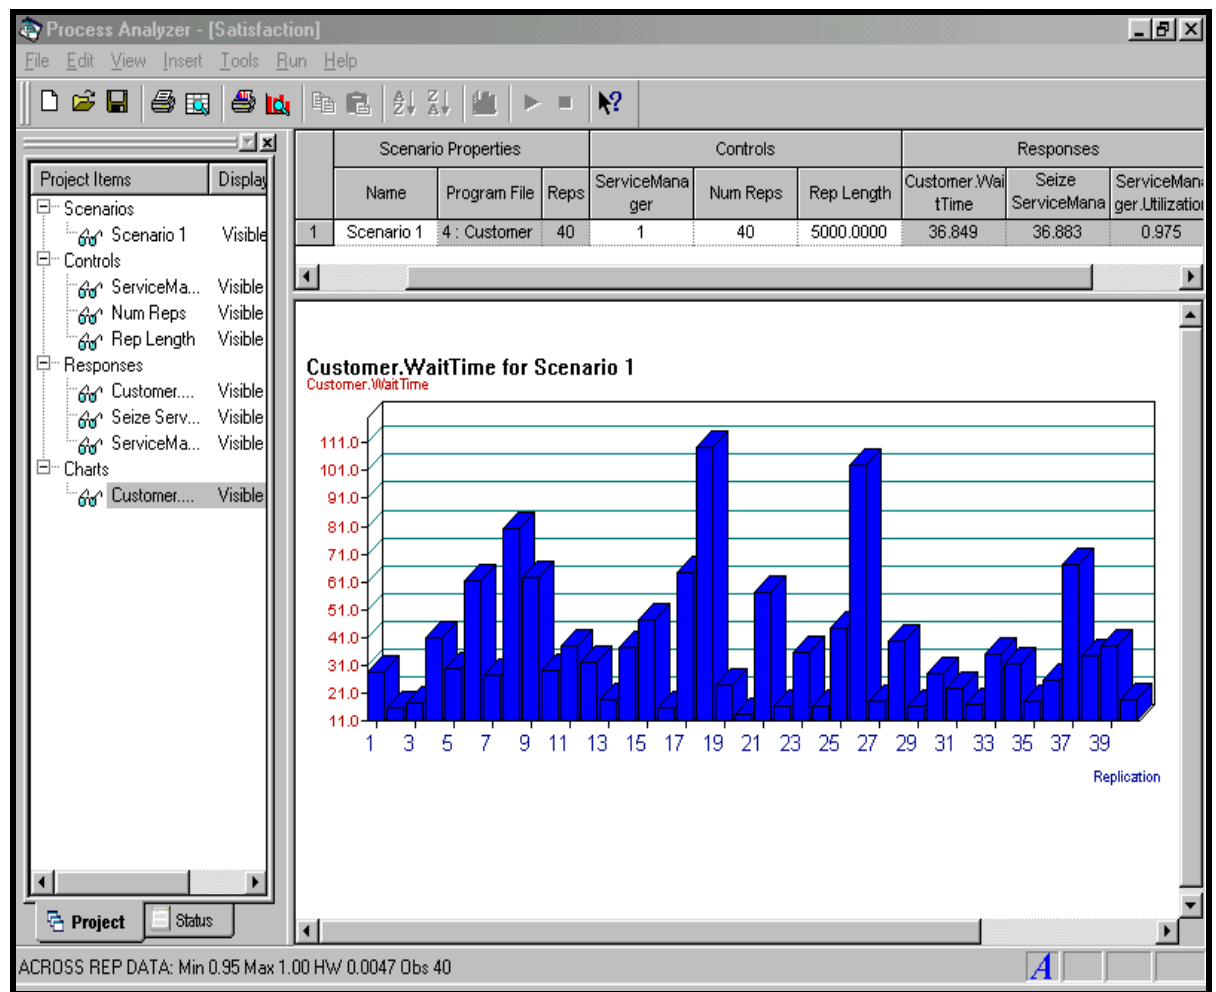 Process Analyzer - [Satisfaction]
File Edit View Insert Tools Run Help
Project Items Display
Scenarios
Scenario 1 Visible
Controls
ServiceMa... Visible
Num Reps Visible
Rep Length Visible
Responses
Customer.... Visible
Seize Serv... Visible
ServiceMa... Visible
Charts
Customer.... Visible
Project Status
Scenario Properties Controls Responses
Name Program File Reps ServiceMana ger Num Reps Rep Length Customer.Wai tTime Seize ServiceMana ServiceMana ger.Utilization
1 Scenario 1 4 : Customer 40 1 40 5000.0000 36.849 36.883 0.975
Customer.WaitTime for Scenario 1
Customer.WaitTime
111.0
101.0
91.0
81.0
71.0
61.0
51.0
41.0
31.0
21.0
11.0
1 3 5 7 9 11 13 15 17 19 21 23 25 27 29 31 33 35 37 39
Replication
ACROSS REP DATA: Min 0.95 Max 1.00 HW 0.0047 Obs 40
A